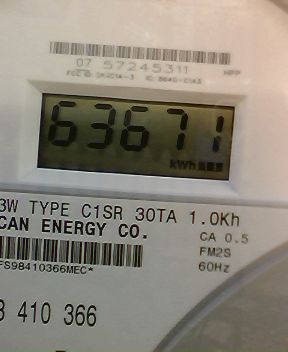 07 57245311
63671
kWh
3W TYPE C1SR 30TA 1.0Kh
CAN ENERGY CO.
CA 0.5
FM2S
60Hz
FS98410366MEC*
8 410 366